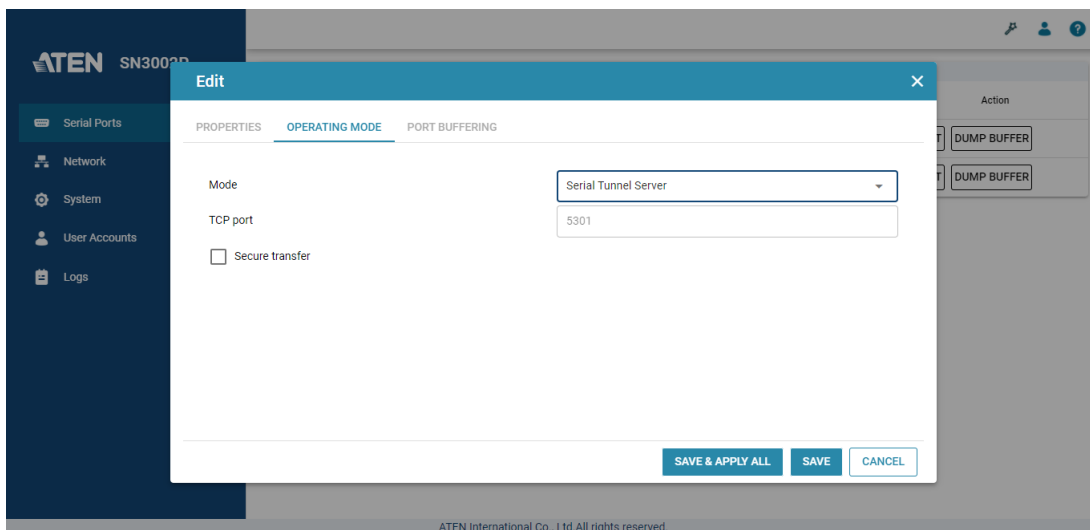 ATEN SN3002P
Edit
Action
Serial Ports
PROPERTIES OPERATING MODE PORT BUFFERING
T DUMP BUFFER
Network
T DUMP BUFFER
Mode Serial Tunnel Server
System
TCP port 5301
User Accounts
Secure transfer
Logs
SAVE & APPLY ALL SAVE CANCEL
ATEN International Co., Ltd All rights reserved.